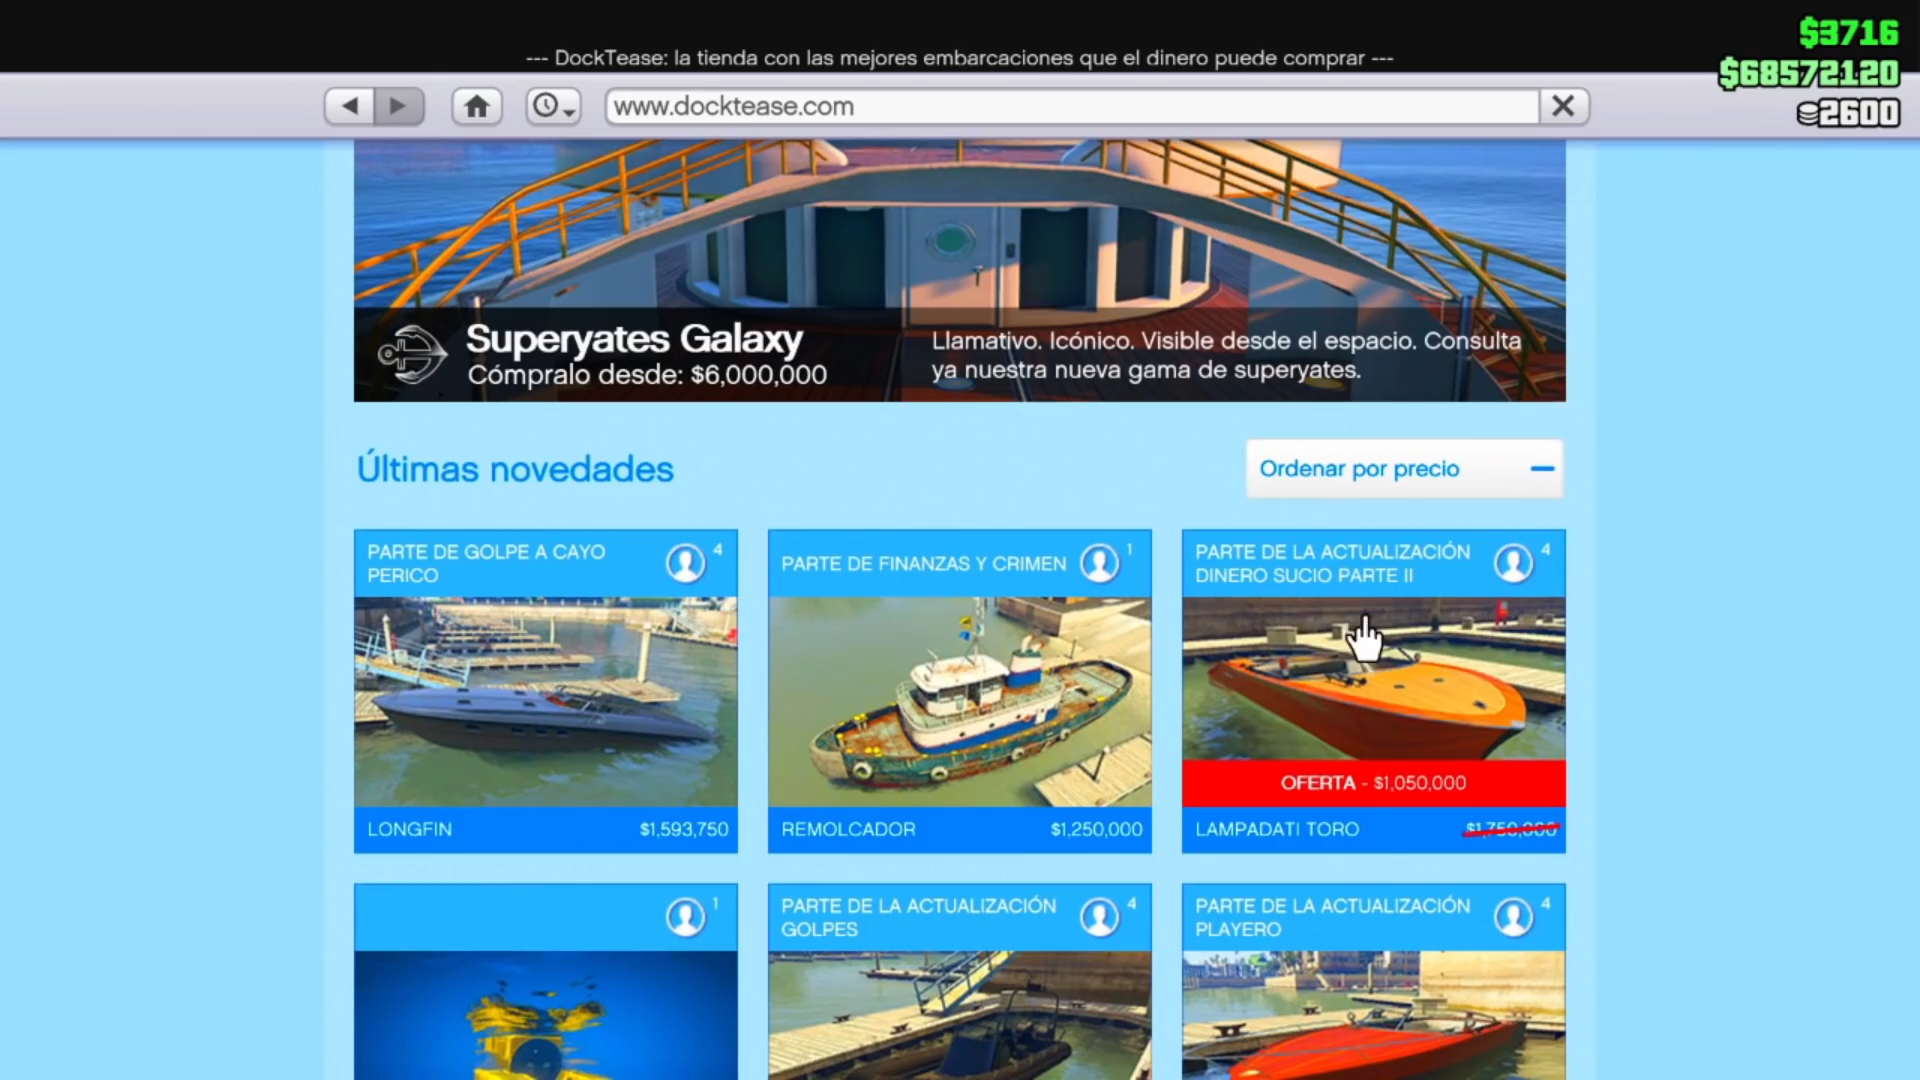 $3716
--- DockTease: la tienda con las mejores embarcaciones que el dinero puede comprar ---
$68572120
www.docktease.com
2600
Superyates Galaxy
Cómpralo desde: $6,000,000
Llamativo. Icónico. Visible desde el espacio. Consulta
ya nuestra nueva gama de superyates.
Últimas novedades
Ordenar por precio
PARTE DE GOLPE A CAYO
PERICO
4
PARTE DE FINANZAS Y CRIMEN
1
PARTE DE LA ACTUALIZACIÓN
DINERO SUCIO PARTE II
4
OFERTA - $1,050,000
LONGFIN $1,593,750
REMOLCADOR $1,250,000
LAMPADATI TORO $1,750,000
1
PARTE DE LA ACTUALIZACIÓN
GOLPES
4
PARTE DE LA ACTUALIZACIÓN
PLAYERO
4